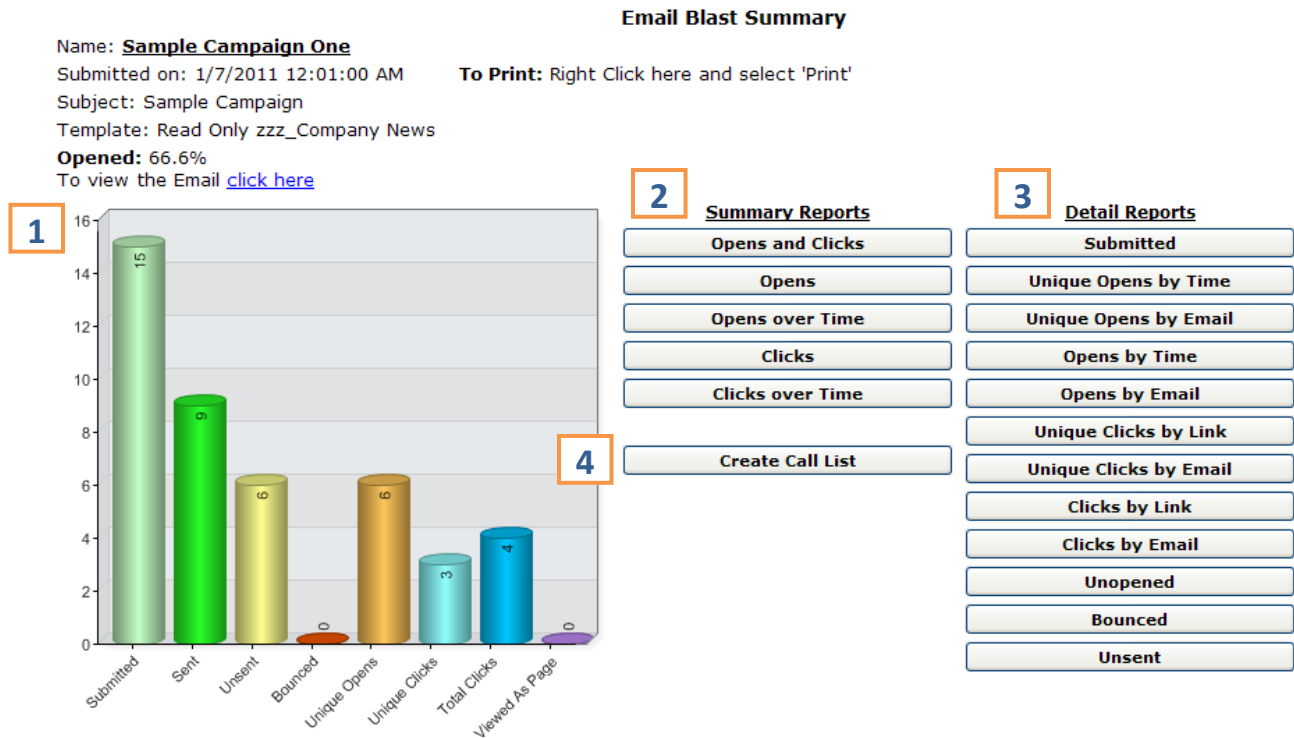 Email Blast Summary
Name: Sample Campaign One
Submitted on: 1/7/2011 12:01:00 AM
To Print: Right Click here and select 'Print'
Subject: Sample Campaign
Template: Read Only zzz_Company News
Opened: 66.6%
To view the Email click here
1
16
14
12
10
8
6
4
2
0
15
9
6
0
6
3
4
0
Submitted
Sent
Unsent
Bounced
Unique Opens
Unique Clicks
Total Clicks
Viewed As Page
2
Summary Reports
Opens and Clicks
Opens
Opens over Time
Clicks
Clicks over Time
4
Create Call List
3
Detail Reports
Submitted
Unique Opens by Time
Unique Opens by Email
Opens by Time
Opens by Email
Unique Clicks by Link
Unique Clicks by Email
Clicks by Link
Clicks by Email
Unopened
Bounced
Unsent